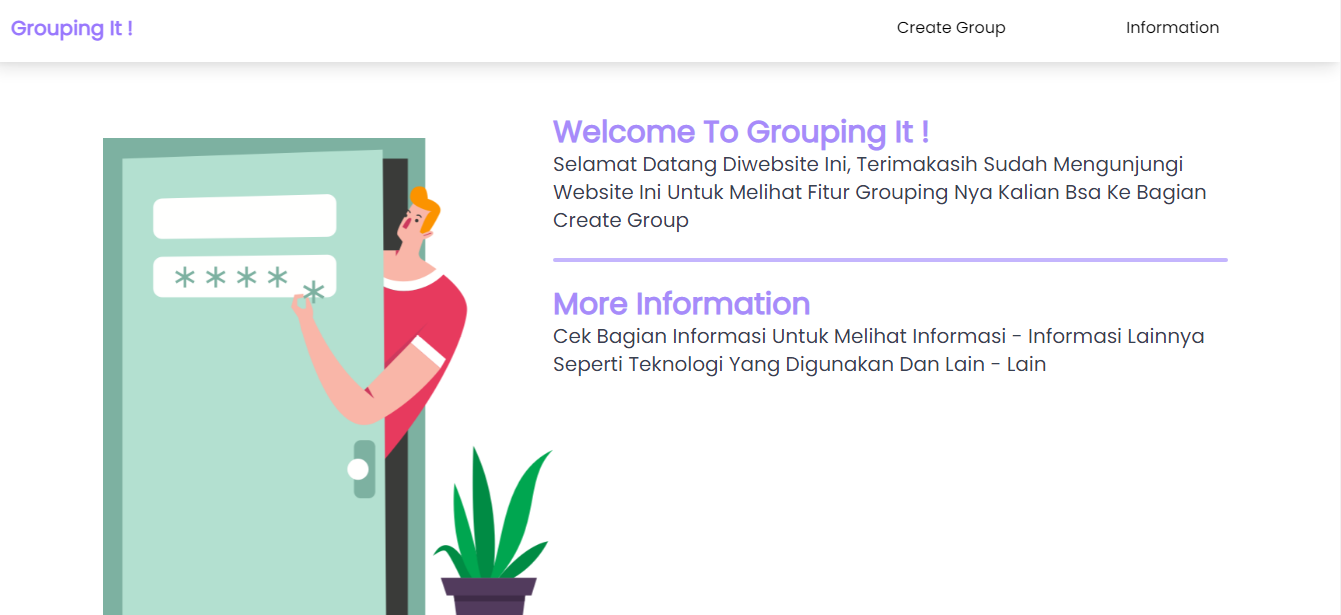 Grouping It !
Create Group
Information
Welcome To Grouping It !
Selamat Datang Diwebsite Ini, Terimakasih Sudah Mengunjungi
Website Ini Untuk Melihat Fitur Grouping Nya Kalian Bsa Ke Bagian
Create Group
More Information
Cek Bagian Informasi Untuk Melihat Informasi - Informasi Lainnya
Seperti Teknologi Yang Digunakan Dan Lain - Lain
* * * * *